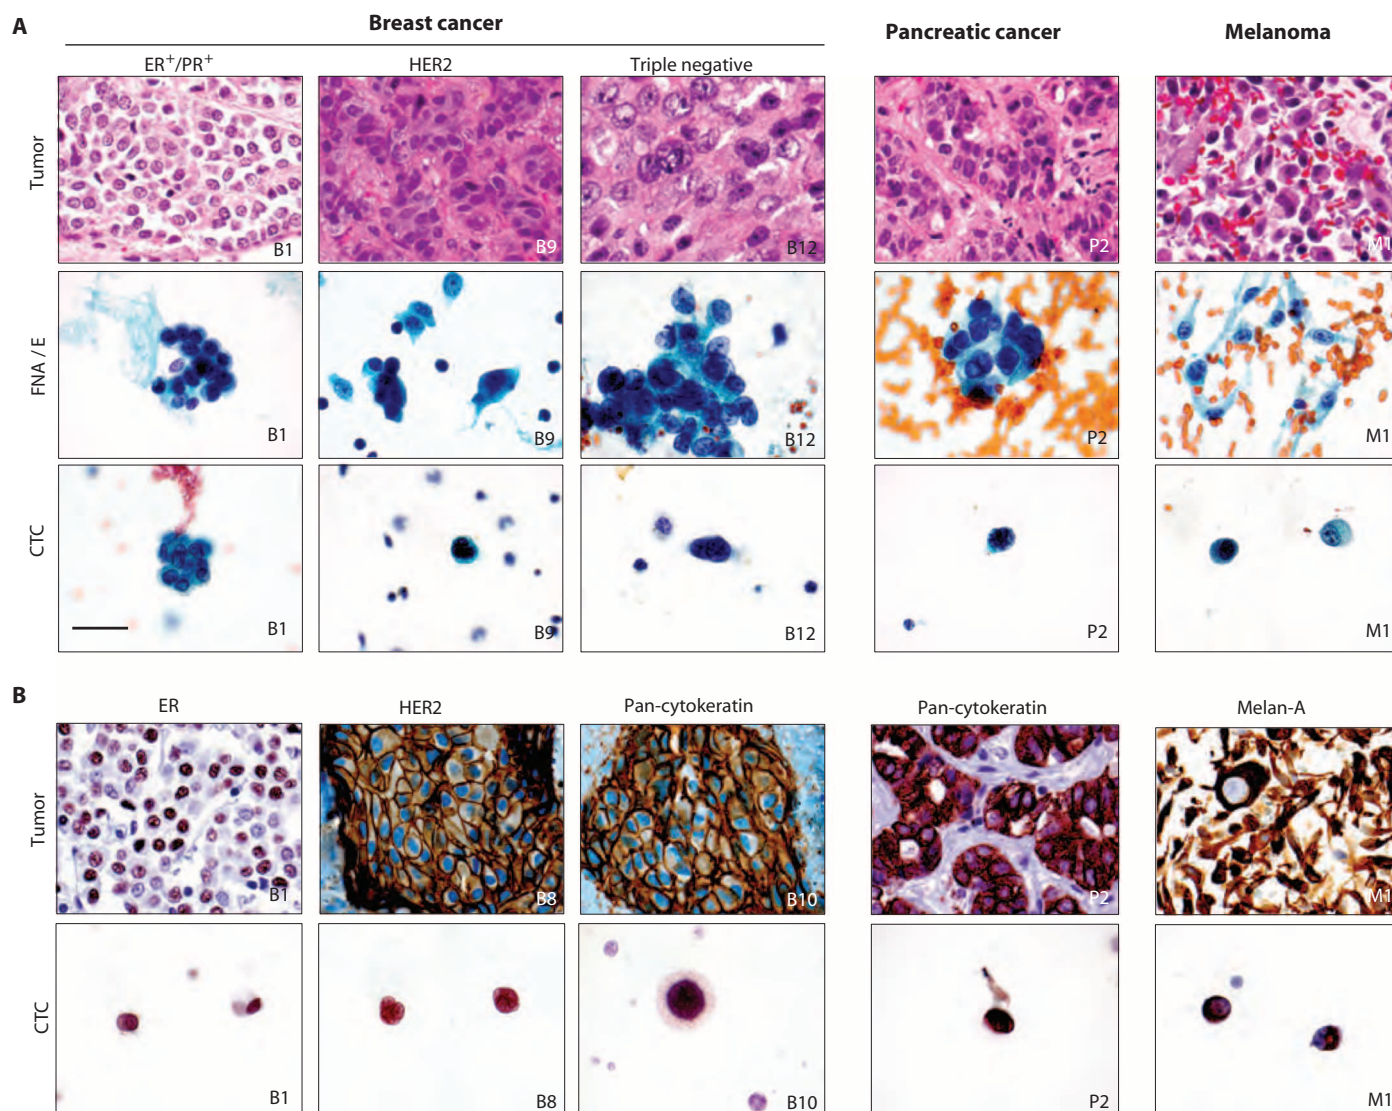 A
Breast cancer
Pancreatic cancer
Melanoma
ER+/PR+
HER2
Triple negative
Tumor
B1
B9
B12
P2
M1
FNA / E
B1
B9
B12
P2
M1
CTC
B1
B9
B12
P2
M1
B
ER
HER2
Pan-cytokeratin
Pan-cytokeratin
Melan-A
Tumor
B1
B8
B10
P2
M1
CTC
B1
B8
B10
P2
M1